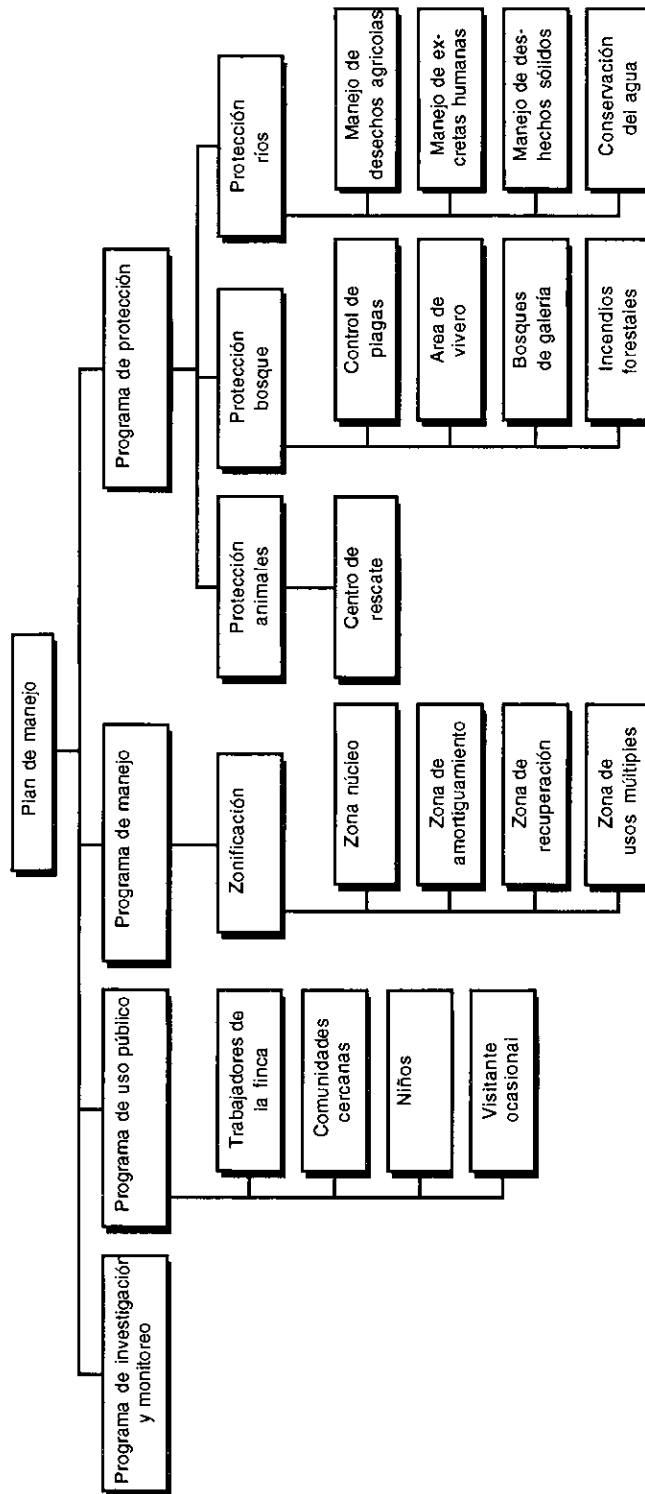 Plan de manejo
Programa de investigación
y monitoreo
Programa de uso público
Trabajadores de
la finca
Comunidades
cercanas
Niños
Visitante
ocasional
Programa de manejo
Zonificación
Zona núcleo
Zona de
amortiguamiento
Zona de
recuperación
Zona de
usos múltiples
Programa de protección
Protección
animales
Centro de
rescate
Protección
bosque
Control de
plagas
Area de
vivero
Bosques
de galería
Incendios
forestales
Protección
ríos
Manejo de
desechos agrícolas
Manejo de ex-
cretas humanas
Manejo de des-
hechos sólidos
Conservación
del agua